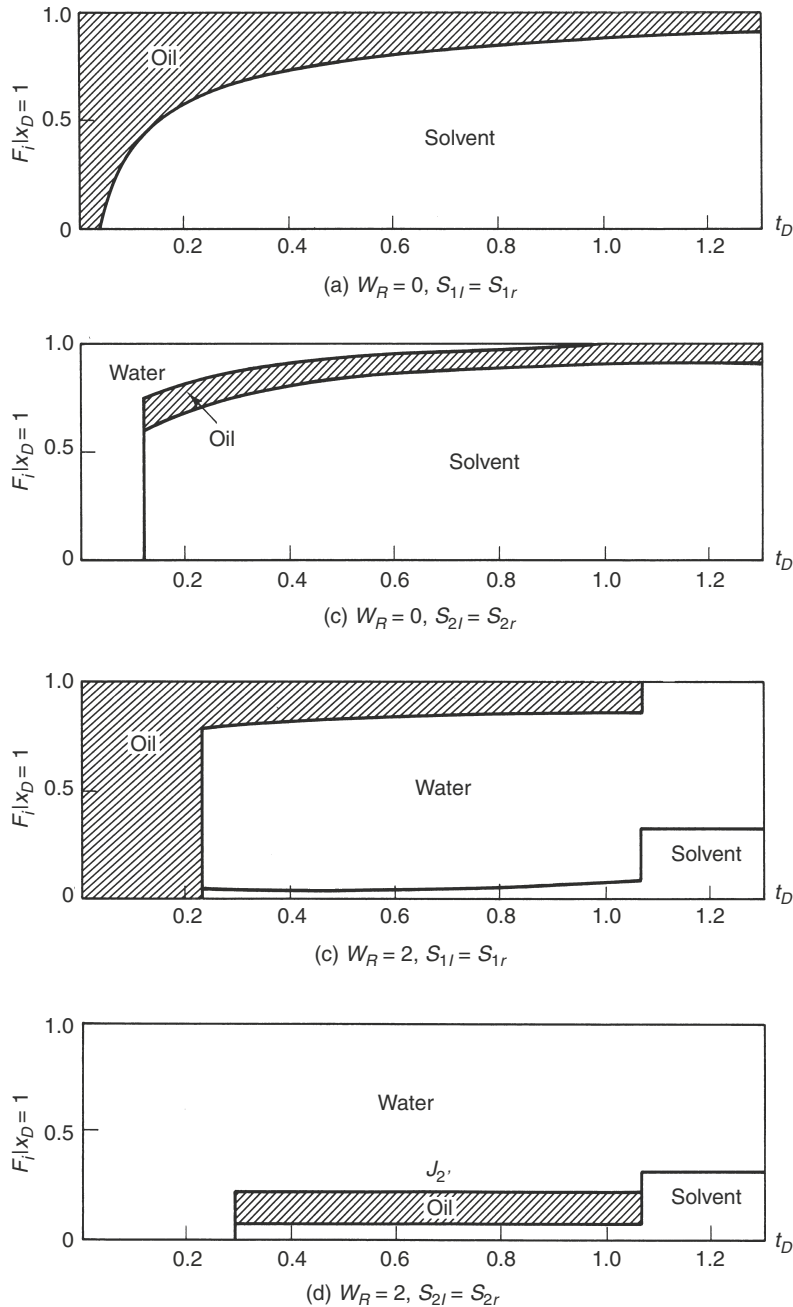 1.0
Oil
0.5
F_i|x_D = 1
Solvent
0
0.2 0.4 0.6 0.8 1.0 1.2 t_D
(a) W_R = 0, S_1I = S_1r
1.0
Water
Oil
0.5
F_i|x_D = 1
Solvent
0
0.2 0.4 0.6 0.8 1.0 1.2 t_D
(c) W_R = 0, S_2I = S_2r
1.0
Oil
0.5
F_i|x_D = 1
Water
Solvent
0
0.2 0.4 0.6 0.8 1.0 1.2 t_D
(c) W_R = 2, S_1I = S_1r
1.0
Water
0.5
F_i|x_D = 1
J_2'
Oil
Solvent
0
0.2 0.4 0.6 0.8 1.0 1.2 t_D
(d) W_R = 2, S_2I = S_2r